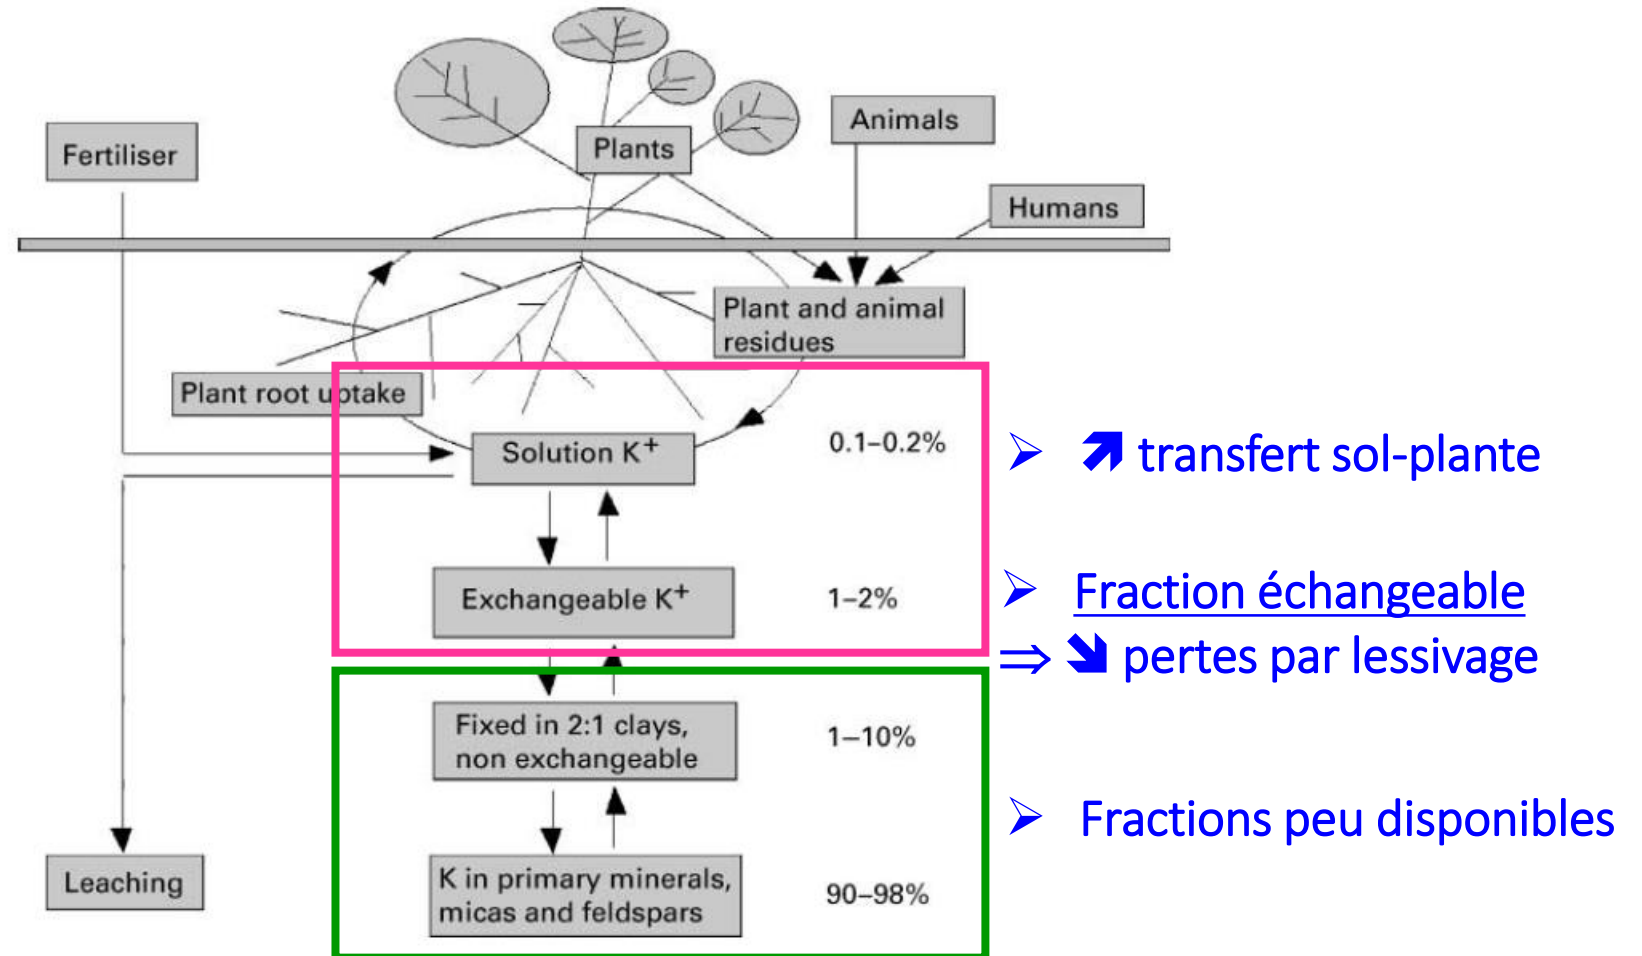 Fertiliser
Plants
Animals
Humans
Plant and animal
residues
Plant root uptake
Solution K⁺
0.1–0.2%
➢ 🡽 transfert sol-plante
Exchangeable K⁺
1–2%
➢ Fraction échangeable
⇒ 🡾 pertes par lessivage
Fixed in 2:1 clays,
non exchangeable
1–10%
➢ Fractions peu disponibles
Leaching
K in primary minerals,
micas and feldspars
90–98%